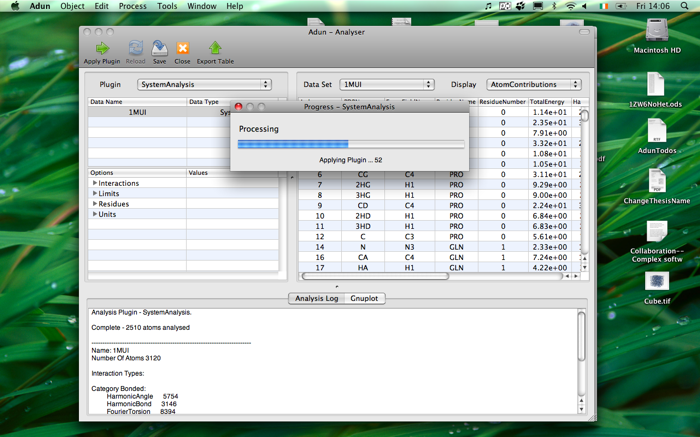 Adun Object Edit 1Process Tools Window Help Fri 14:06
Adun - Analyser
Apply Plugin Reload Save Close Export Table
Plugin SystemAnalysis Data Set 1MUI Display AtomContributions
Data Name Data Type ResidueNumber TotalEnergy Ha
1MUI
Progress - SystemAnalysis
Processing
Applying Plugin ... 52
0 1.14e+01
0 2.35e+01
0 7.91e+00
0 3.32e+01
0 1.08e+01
0 1.05e+01
6 CG C4 PRO 0 3.11e+01
7 2HG H1 PRO 0 9.29e+00
8 3HG H1 PRO 0 9.00e+00
9 CD C4 PRO 0 2.24e+01
10 2HD H1 PRO 0 6.84e+00
11 3HD H1 PRO 0 6.83e+00
12 C C3 PRO 0 5.61e+00
14 N N3 GLN 1 2.33e+00
16 CA C4 GLN 1 7.24e+00
17 HA H1 GLN 1 4.22e+00
Options Values
Interactions
Limits
Residues
Units
Analysis Log Gnuplot
Analysis Plugin - SystemAnalysis.
Complete - 2510 atoms analysed
Name: 1MUI
Number Of Atoms 3120
Interaction Types:
Category Bonded:
HarmonicAngle 5754
HarmonicBond 3146
FourierTorsion 8394
Macintosh HD
1ZW6NoHet.ods
AdunTodos
df
PDF
ChangeThesisName
Collaboration--
Complex softw
Cube.tif